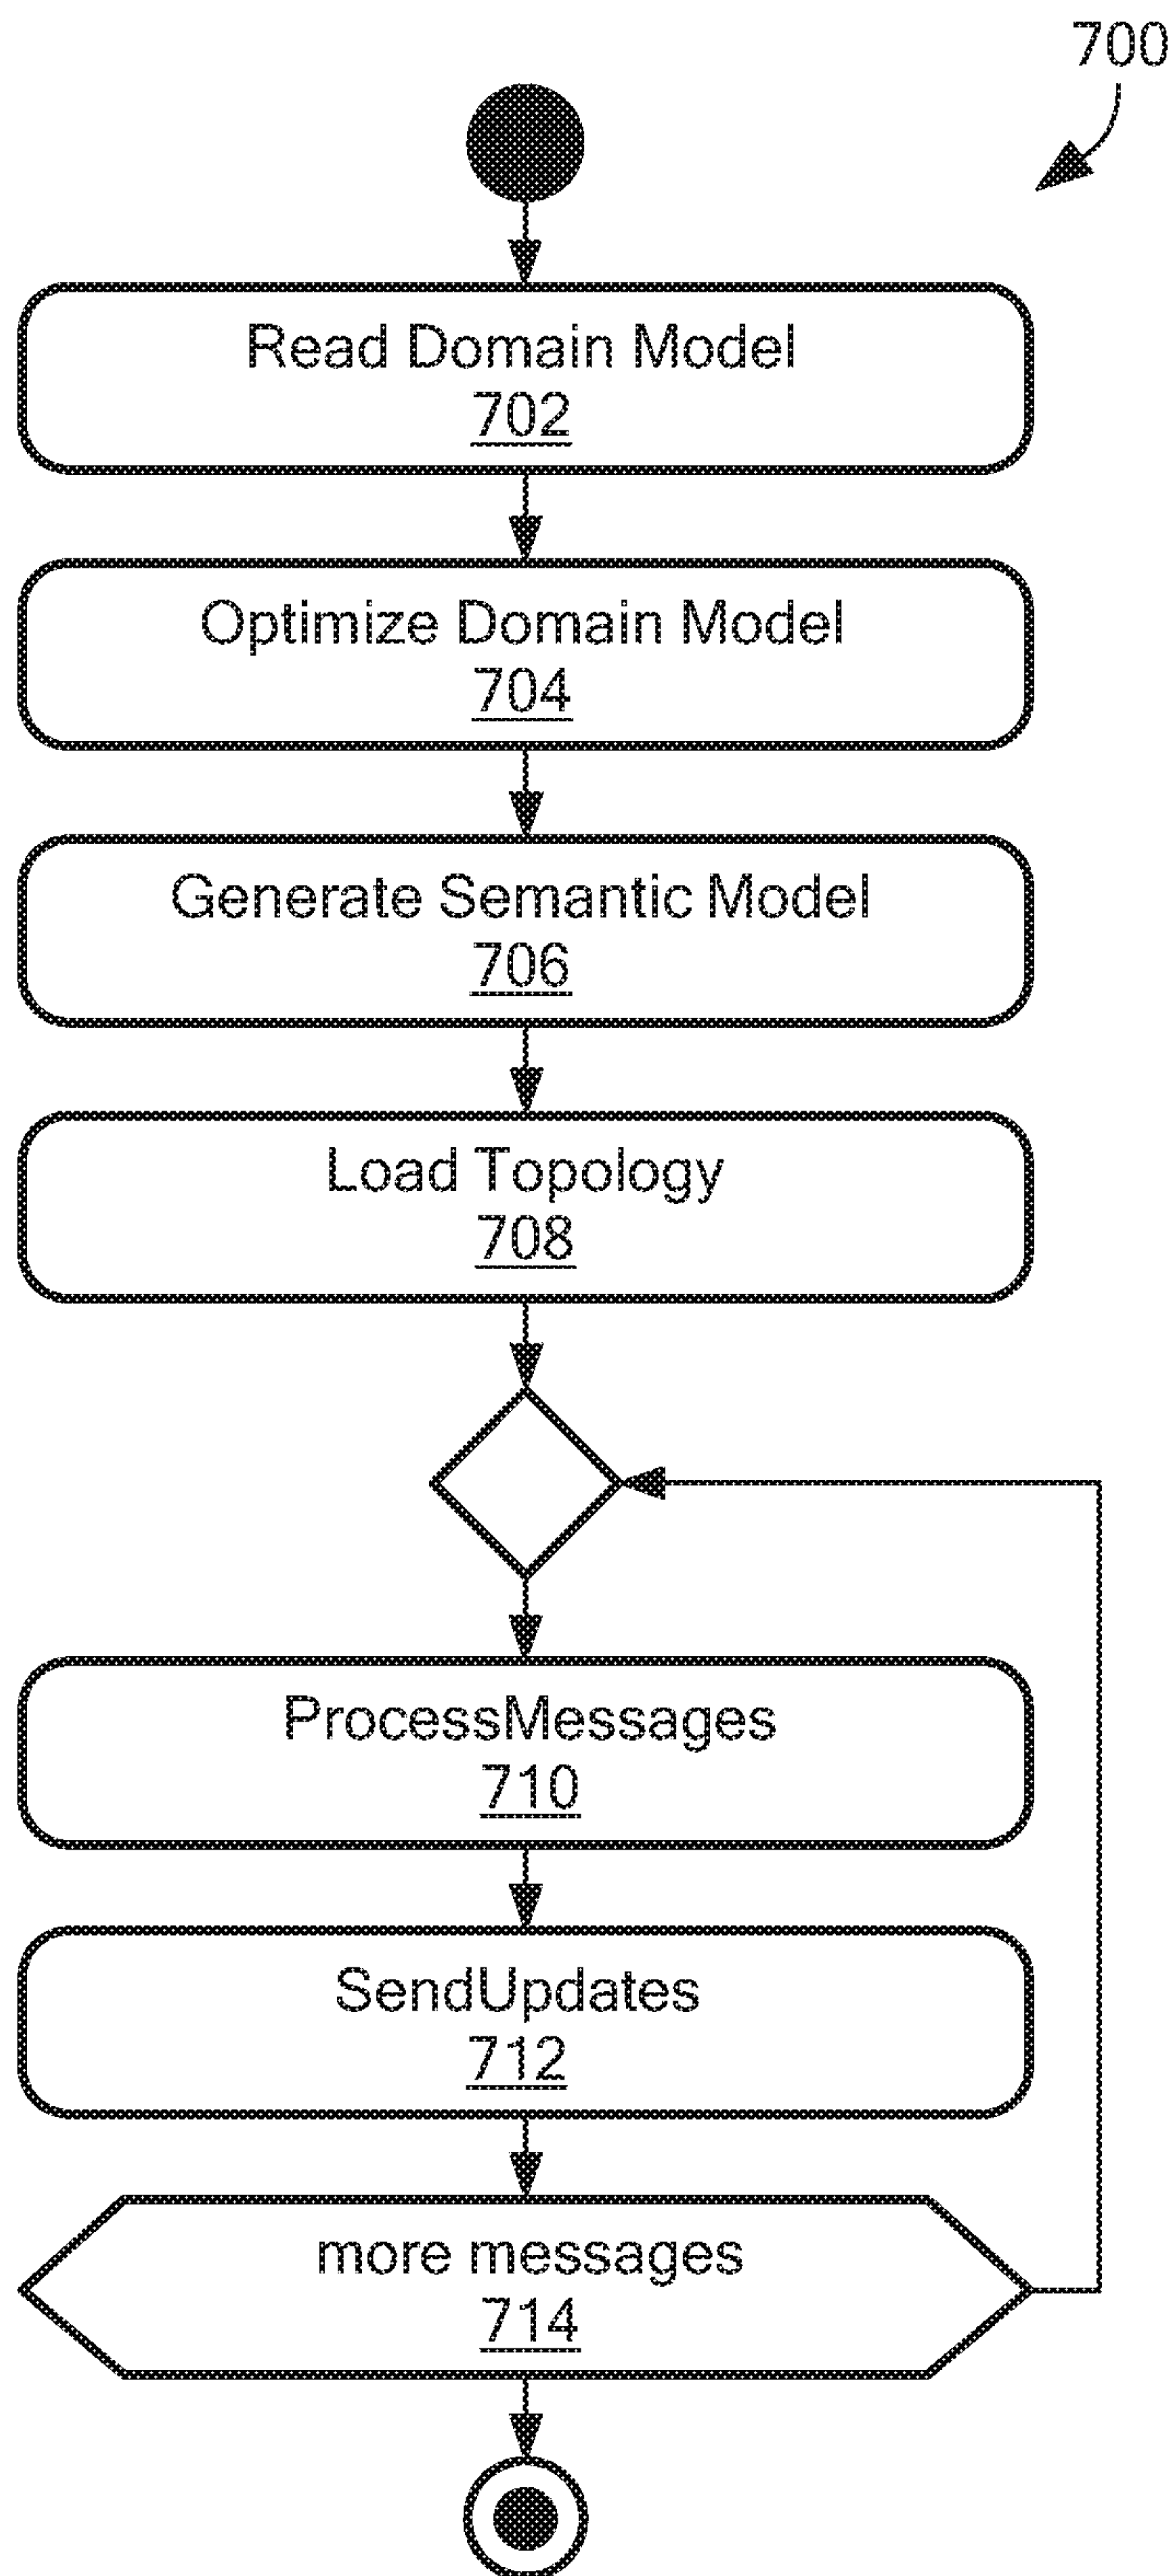 700
Read Domain Model
702
Optimize Domain Model
704
Generate Semantic Model
706
Load Topology
708
ProcessMessages
710
SendUpdates
712
more messages
714